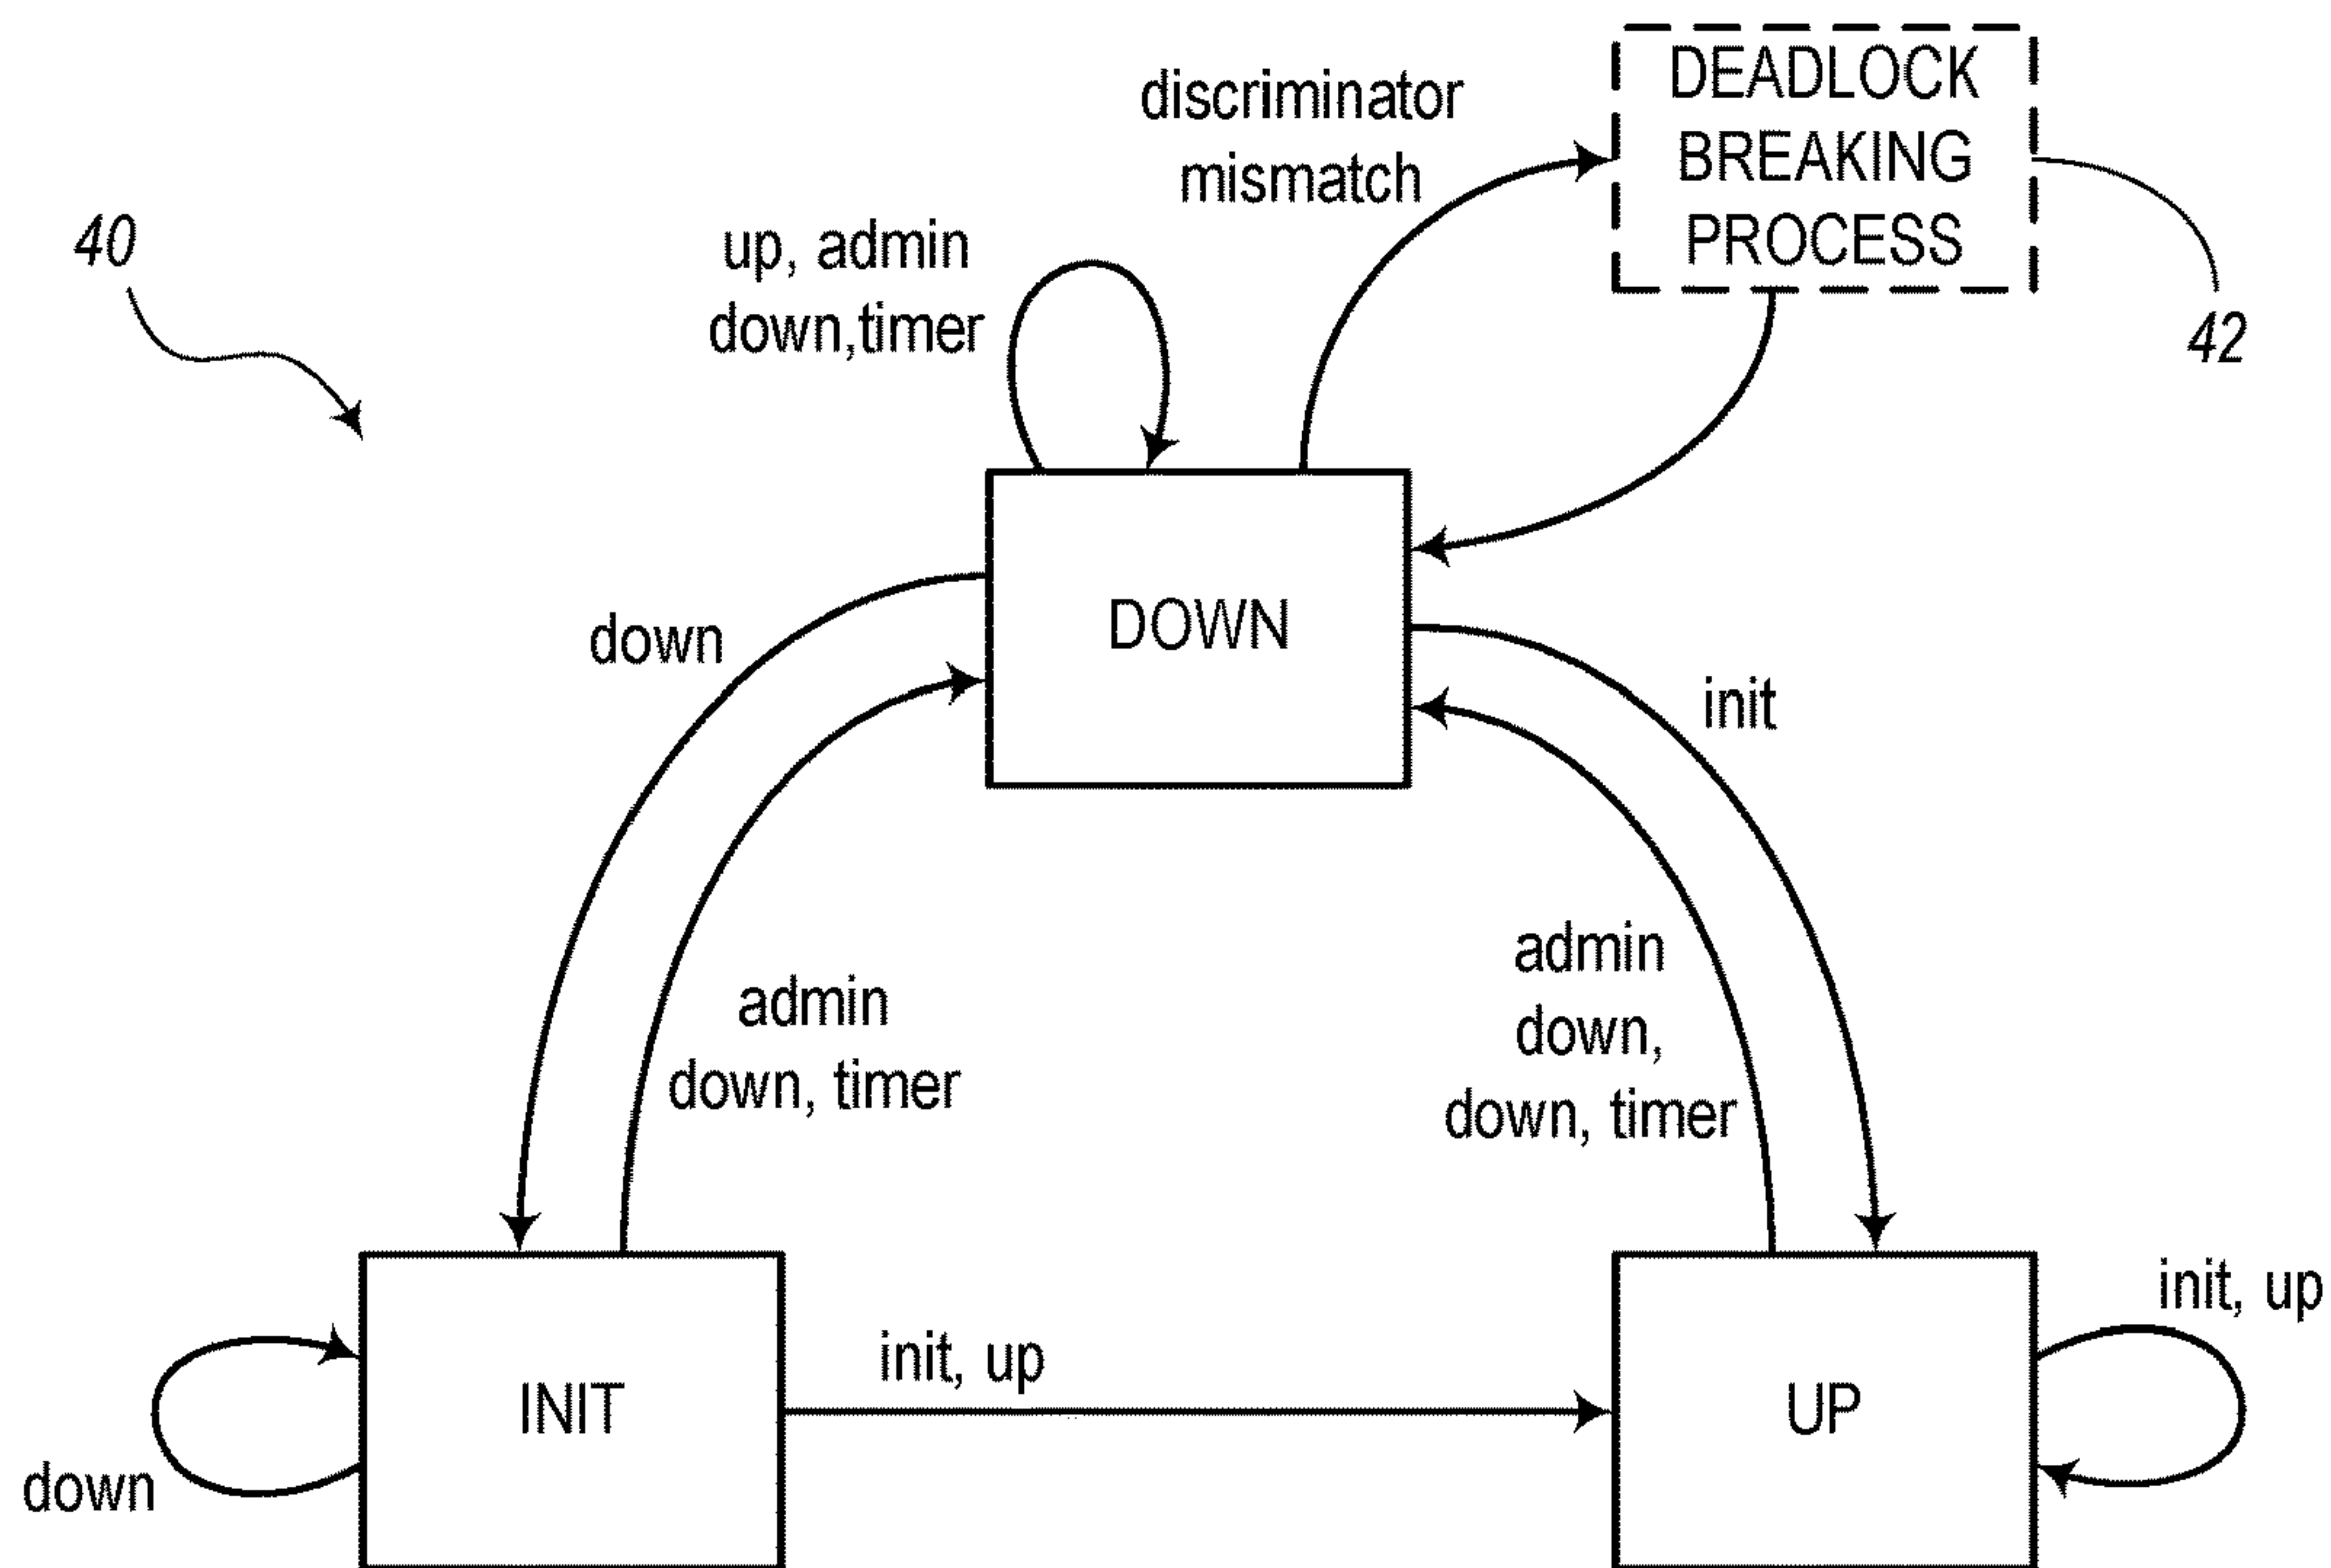 DEADLOCK
BREAKING
PROCESS
discriminator
mismatch
40
up, admin
down,timer
42
down
DOWN
init
admin
down, timer
admin
down,
down, timer
init, up
init, up
INIT
UP
down